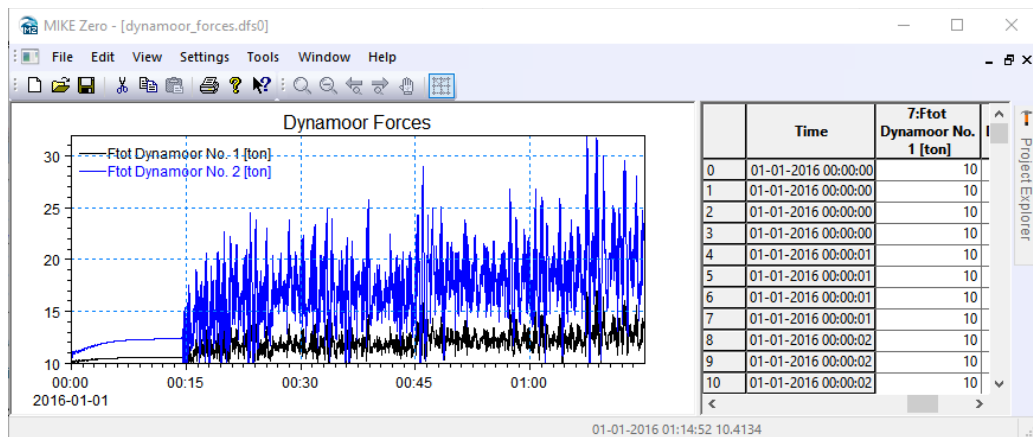 MIKE Zero - [dynamoor_forces.dfs0]
File Edit View Settings Tools Window Help
Dynamoor Forces
Ftot Dynamoor No. 1 [ton]
Ftot Dynamoor No. 2 [ton]
30
25
20
15
10
00:00 00:15 00:30 00:45 01:00
2016-01-01
Time 7:Ftot Dynamoor No. 1 [ton]
0 01-01-2016 00:00:00 10
1 01-01-2016 00:00:00 10
2 01-01-2016 00:00:00 10
3 01-01-2016 00:00:00 10
4 01-01-2016 00:00:01 10
5 01-01-2016 00:00:01 10
6 01-01-2016 00:00:01 10
7 01-01-2016 00:00:01 10
8 01-01-2016 00:00:02 10
9 01-01-2016 00:00:02 10
10 01-01-2016 00:00:02 10
Project Explorer
01-01-2016 01:14:52 10.4134